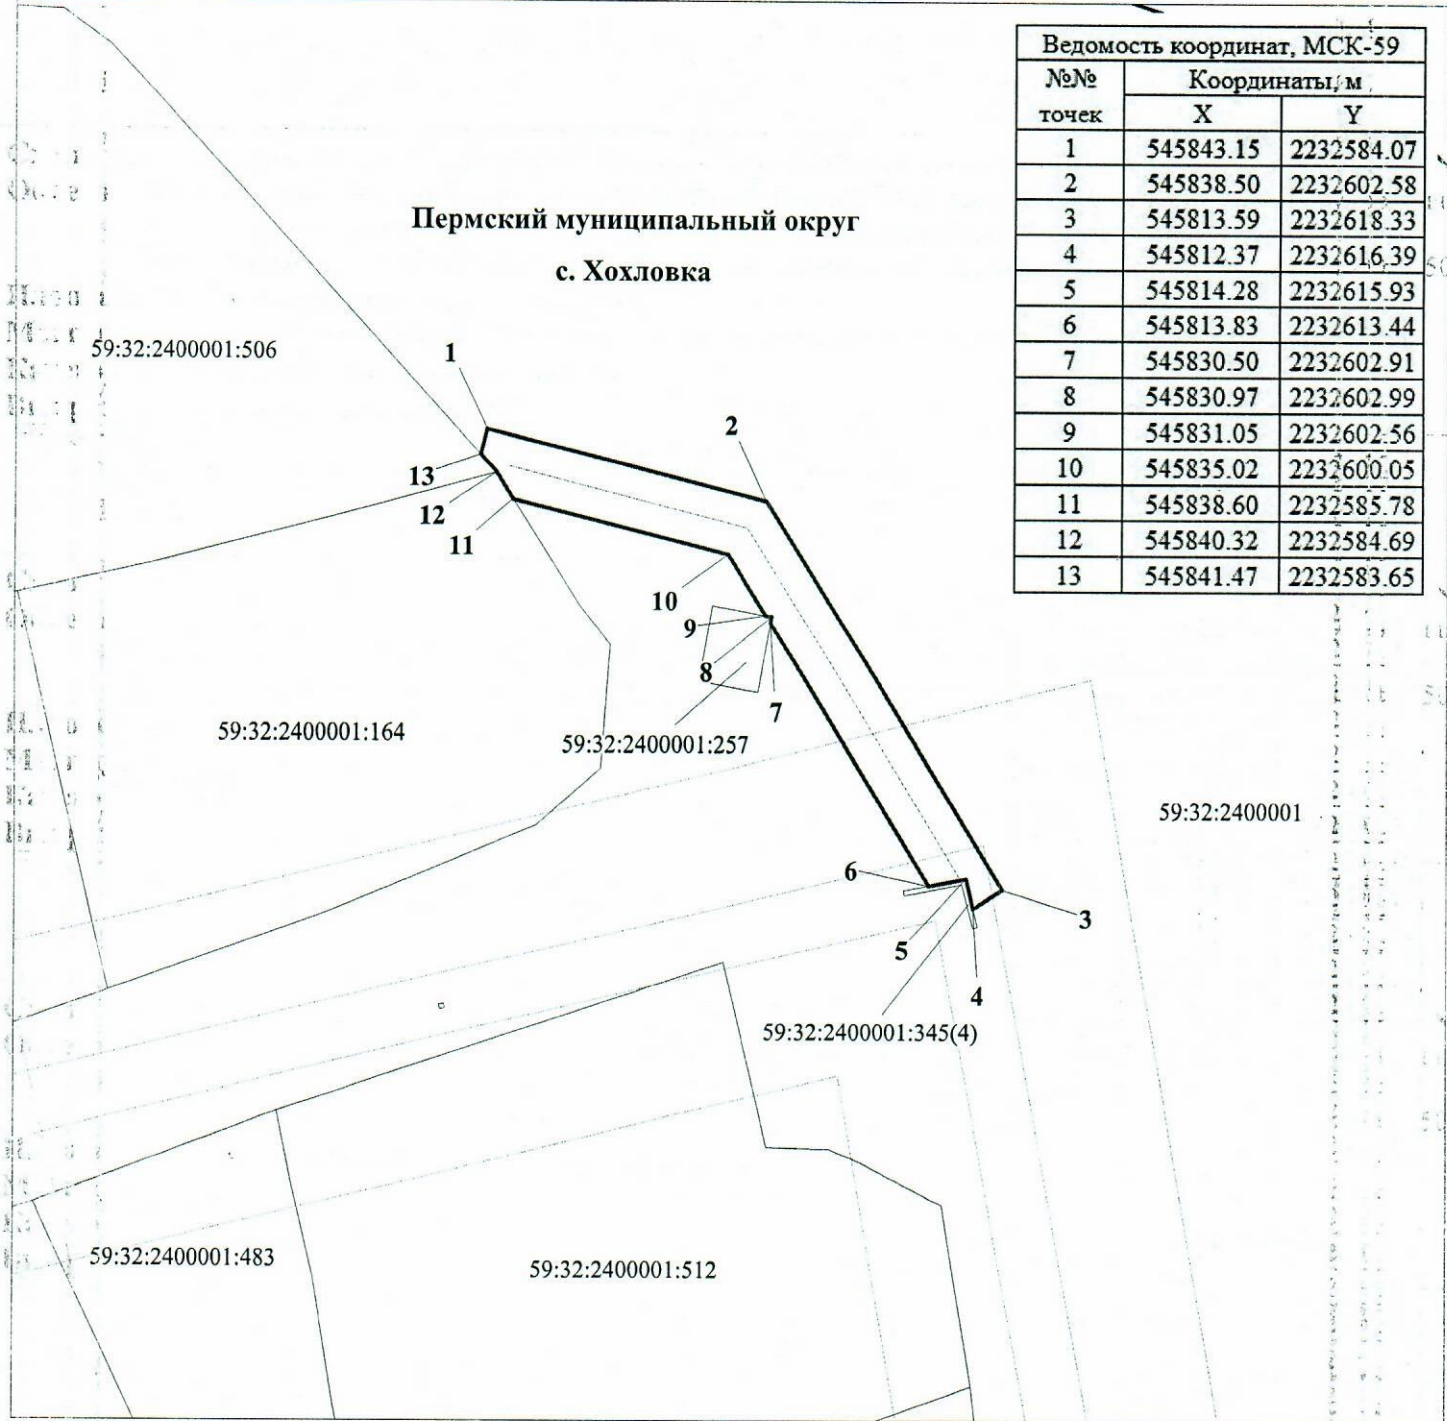 Ведомость координат, МСК-59
№№ точек Координаты, м
X Y
1 545843.15 2232584.07
2 545838.50 2232602.58
3 545813.59 2232618.33
4 545812.37 2232616.39
5 545814.28 2232615.93
6 545813.83 2232613.44
7 545830.50 2232602.91
8 545830.97 2232602.99
9 545831.05 2232602.56
10 545835.02 2232600.05
11 545838.60 2232585.78
12 545840.32 2232584.69
13 545841.47 2232583.65
Пермский муниципальный округ
с. Хохловка
59:32:2400001:506
1
2
13
12
11
10
9
8
7
59:32:2400001:164
59:32:2400001:257
59:32:2400001
6
3
5
4
59:32:2400001:345(4)
59:32:2400001:483
59:32:2400001:512